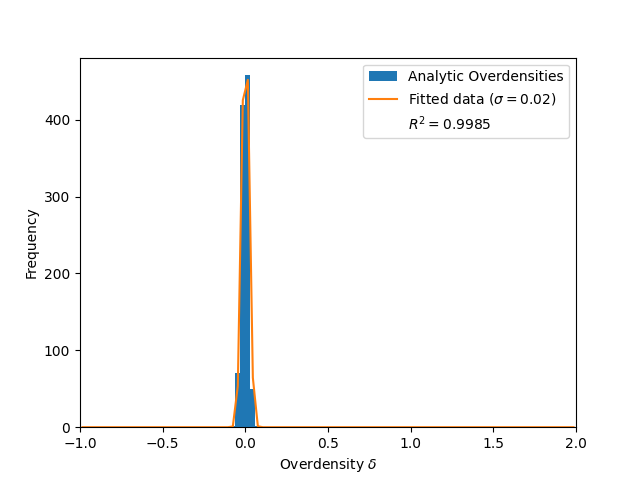 Analytic Overdensities
Fitted data (σ = 0.02)
R² = 0.9985
400
300
200
100
0
Frequency
−1.0 −0.5 0.0 0.5 1.0 1.5 2.0
Overdensity δ